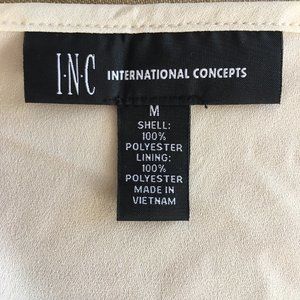 I·N·C INTERNATIONAL CONCEPTS
M
SHELL:
100%
POLYESTER
LINING:
100%
POLYESTER
MADE IN
VIETNAM